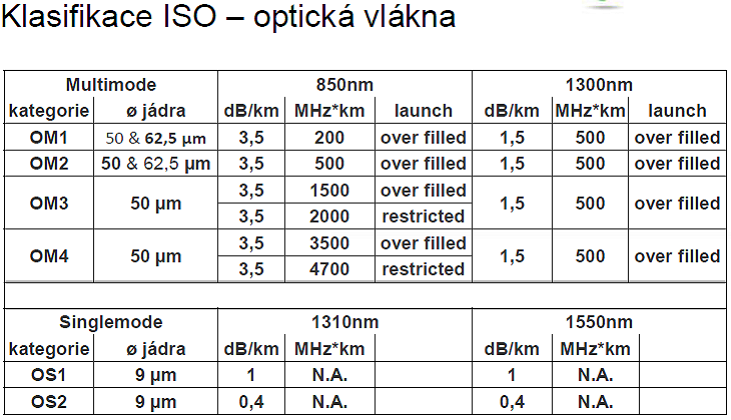 Klasifikace ISO – optická vlákna
Multimode 850nm 1300nm
kategorie ø jádra dB/km MHz*km launch dB/km MHz*km launch
OM1 50 & 62,5 µm 3,5 200 over filled 1,5 500 over filled
OM2 50 & 62,5 µm 3,5 500 over filled 1,5 500 over filled
OM3 50 µm 3,5 1500 over filled 1,5 500 over filled
3,5 2000 restricted
OM4 50 µm 3,5 3500 over filled 1,5 500 over filled
3,5 4700 restricted
Singlemode 1310nm 1550nm
kategorie ø jádra dB/km MHz*km dB/km MHz*km
OS1 9 µm 1 N.A. 1 N.A.
OS2 9 µm 0,4 N.A. 0,4 N.A.